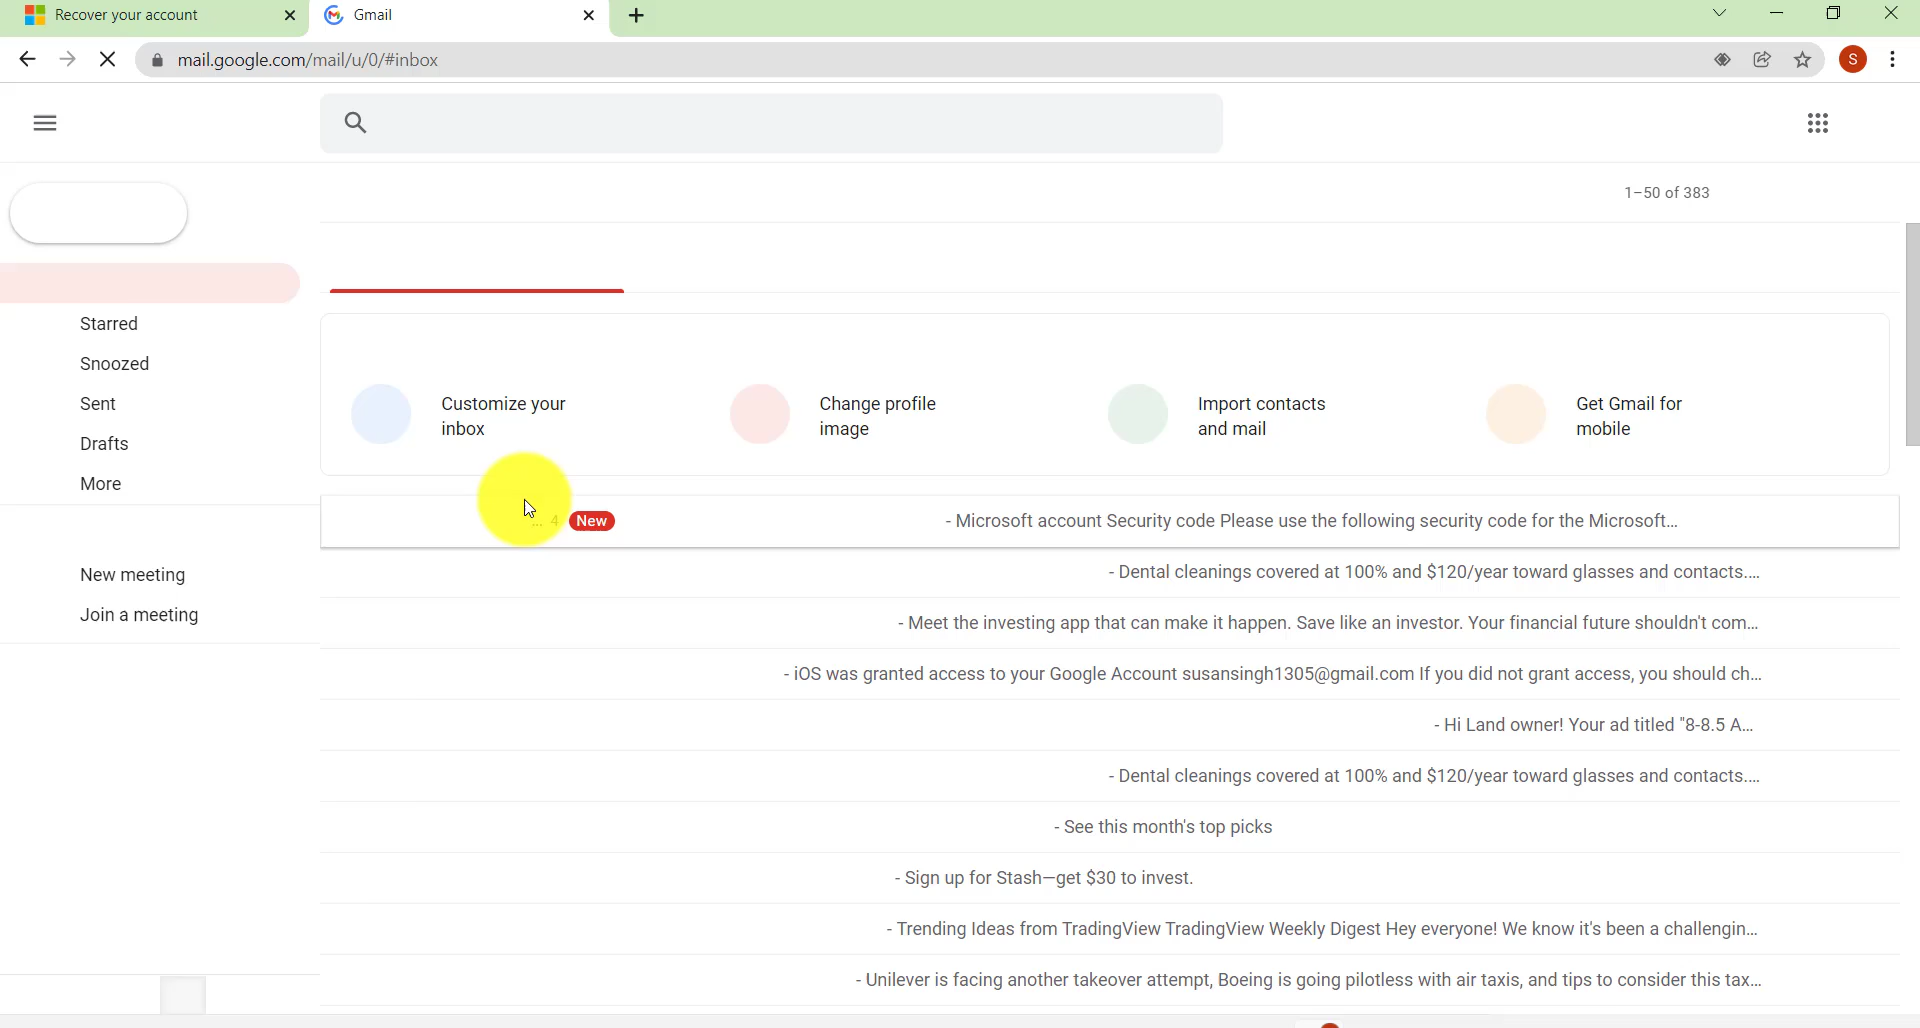 Recover your account
Gmail
mail.google.com/mail/u/0/#inbox
S
1–50 of 383
Starred
Snoozed
Sent
Drafts
More
New meeting
Join a meeting
Customize your
inbox
Change profile
image
Import contacts
and mail
Get Gmail for
mobile
... 4 New - Microsoft account Security code Please use the following security code for the Microsoft...
- Dental cleanings covered at 100% and $120/year toward glasses and contacts....
- Meet the investing app that can make it happen. Save like an investor. Your financial future shouldn't com...
- iOS was granted access to your Google Account susansingh1305@gmail.com If you did not grant access, you should ch...
- Hi Land owner! Your ad titled "8-8.5 A...
- Dental cleanings covered at 100% and $120/year toward glasses and contacts....
- See this month's top picks
- Sign up for Stash—get $30 to invest.
- Trending Ideas from TradingView TradingView Weekly Digest Hey everyone! We know it's been a challengin...
- Unilever is facing another takeover attempt, Boeing is going pilotless with air taxis, and tips to consider this tax...